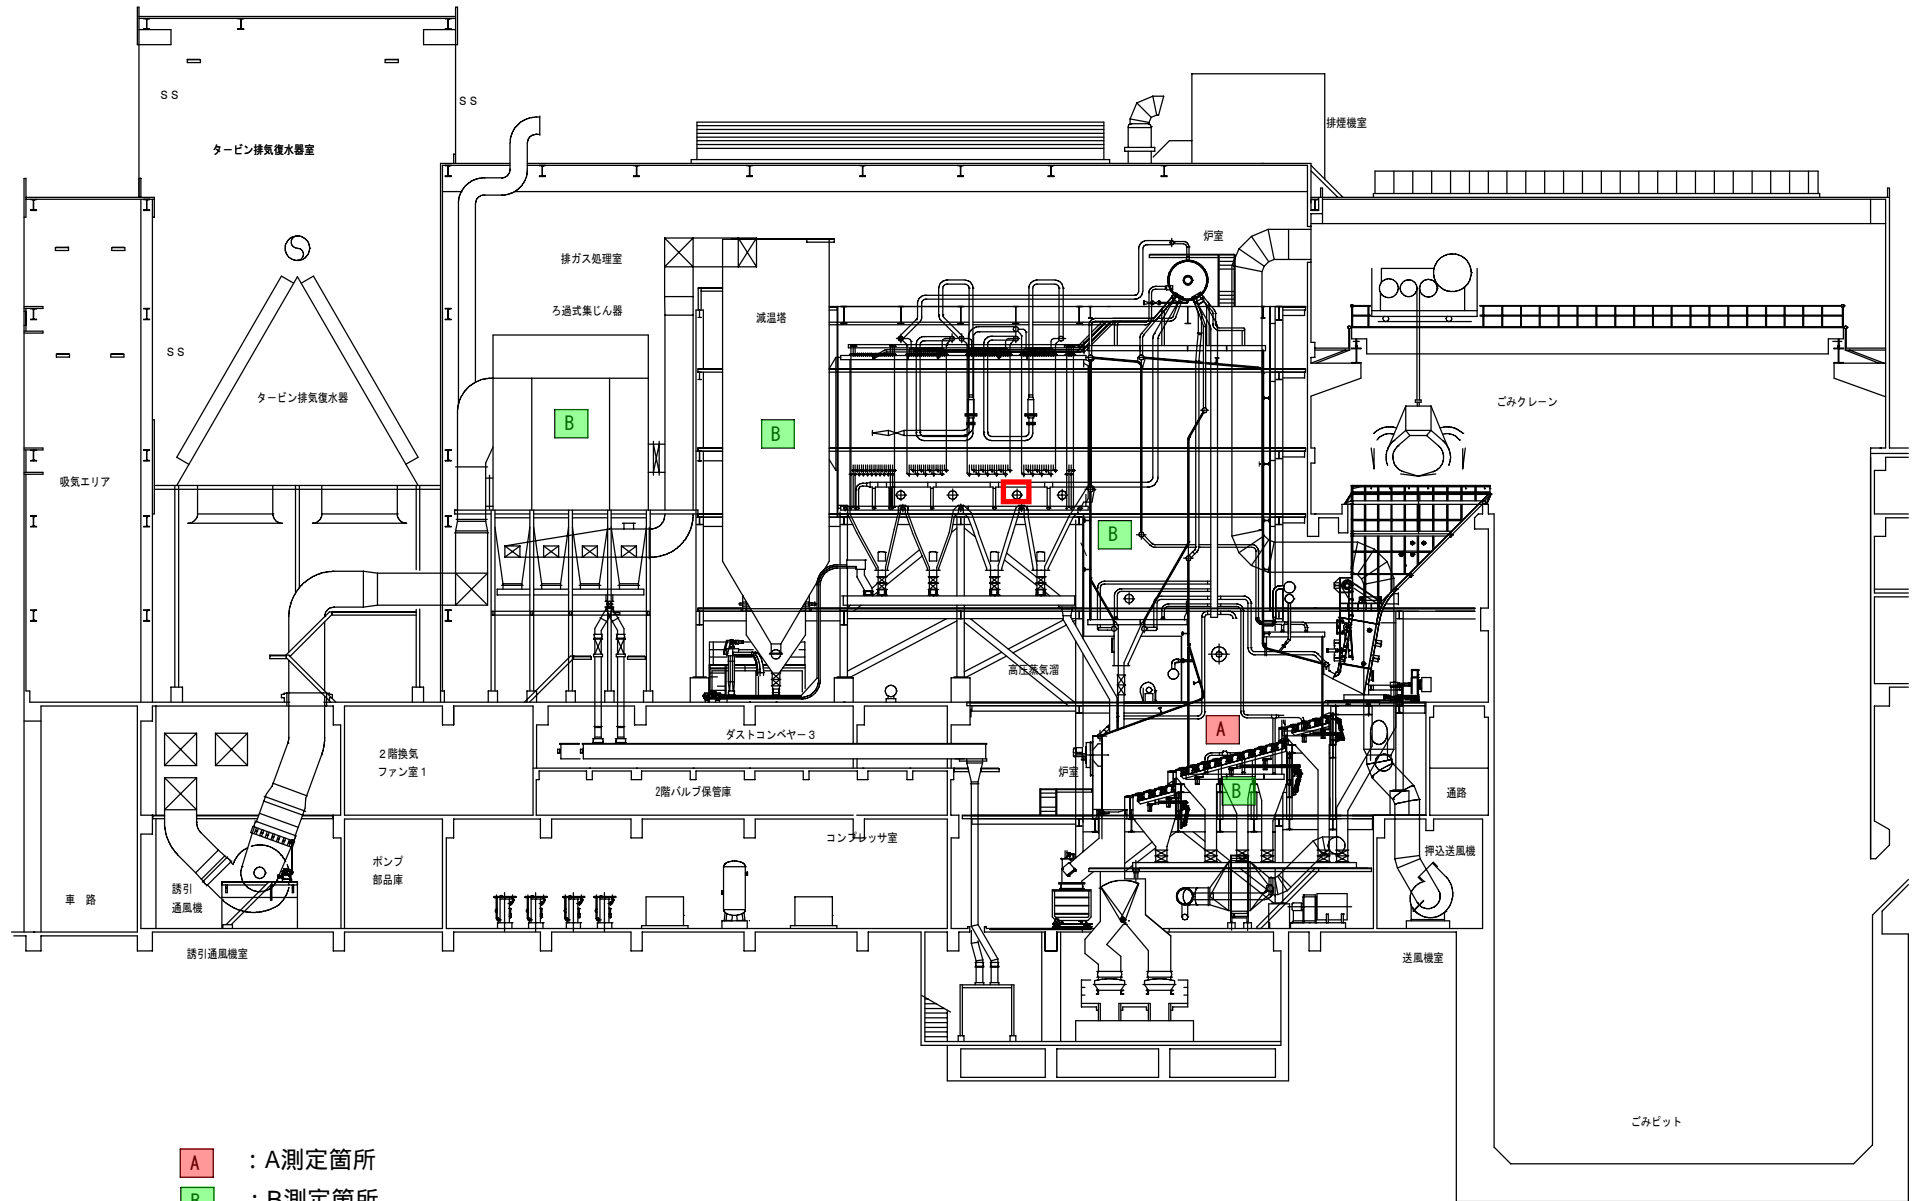 ＳＳ
ＳＳ
排煙機室
タービン排気復水器室
炉室
排ガス処理室
ろ過式集じん器
減温塔
ＳＳ
タービン排気復水器
ごみクレーン
B
B
吸気エリア
B
高圧蒸気溜
A
ダストコンベヤー３
２階換気
ファン室１
炉室
2階バルブ保管庫
B
通路
コンプレッサ室
押込送風機
ポンプ
部品庫
誘引
通風機
車　路
誘引通風機室
送風機室
ごみピット
A ：A測定箇所
B ：B測定箇所